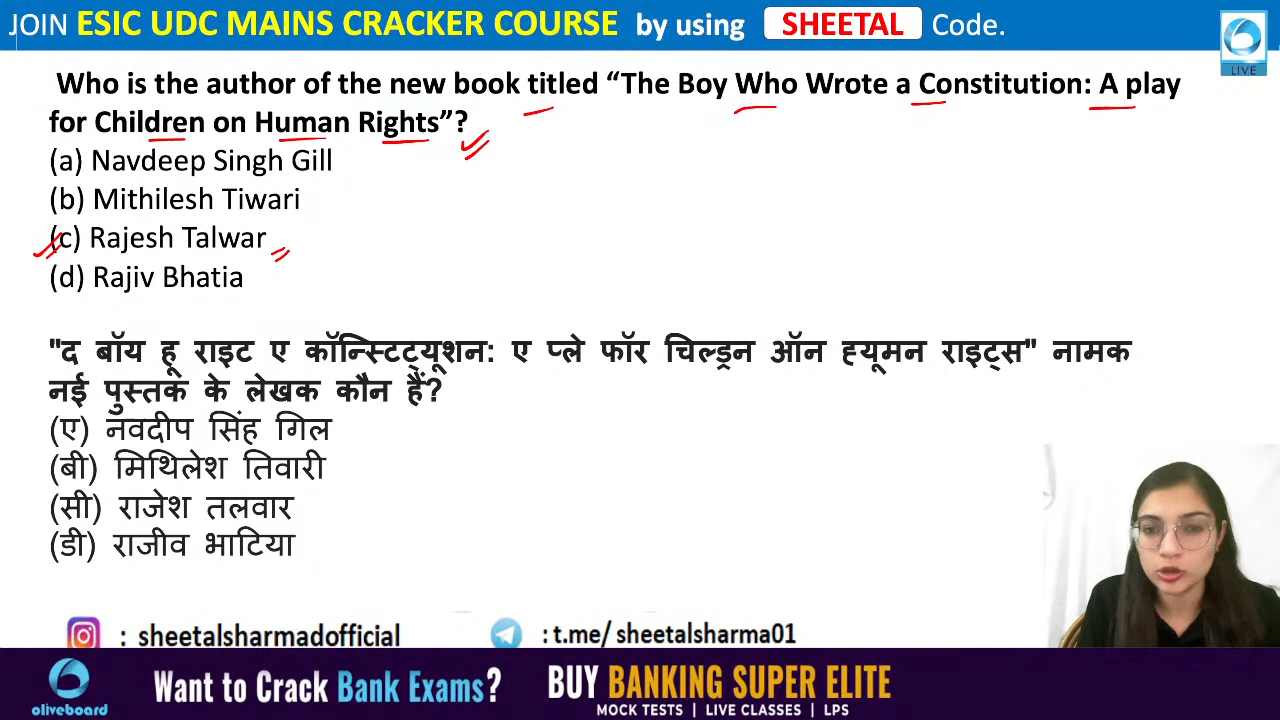 JOIN ESIC UDC MAINS CRACKER COURSE by using SHEETAL Code.
LIVE
Who is the author of the new book titled “The Boy Who Wrote a Constitution: A play
for Children on Human Rights”?
(a) Navdeep Singh Gill
(b) Mithilesh Tiwari
(c) Rajesh Talwar
(d) Rajiv Bhatia
"द बॉय हू राइट ए कॉन्स्टिट्यूशन: ए प्ले फॉर चिल्ड्रन ऑन ह्यूमन राइट्स" नामक
नई पुस्तक के लेखक कौन हैं?
(ए) नवदीप सिंह गिल
(बी) मिथिलेश तिवारी
(सी) राजेश तलवार
(डी) राजीव भाटिया
: sheetalsharmadofficial
: t.me/ sheetalsharma01
oliveboard
Want to Crack Bank Exams?
BUY BANKING SUPER ELITE
MOCK TESTS | LIVE CLASSES | LPS